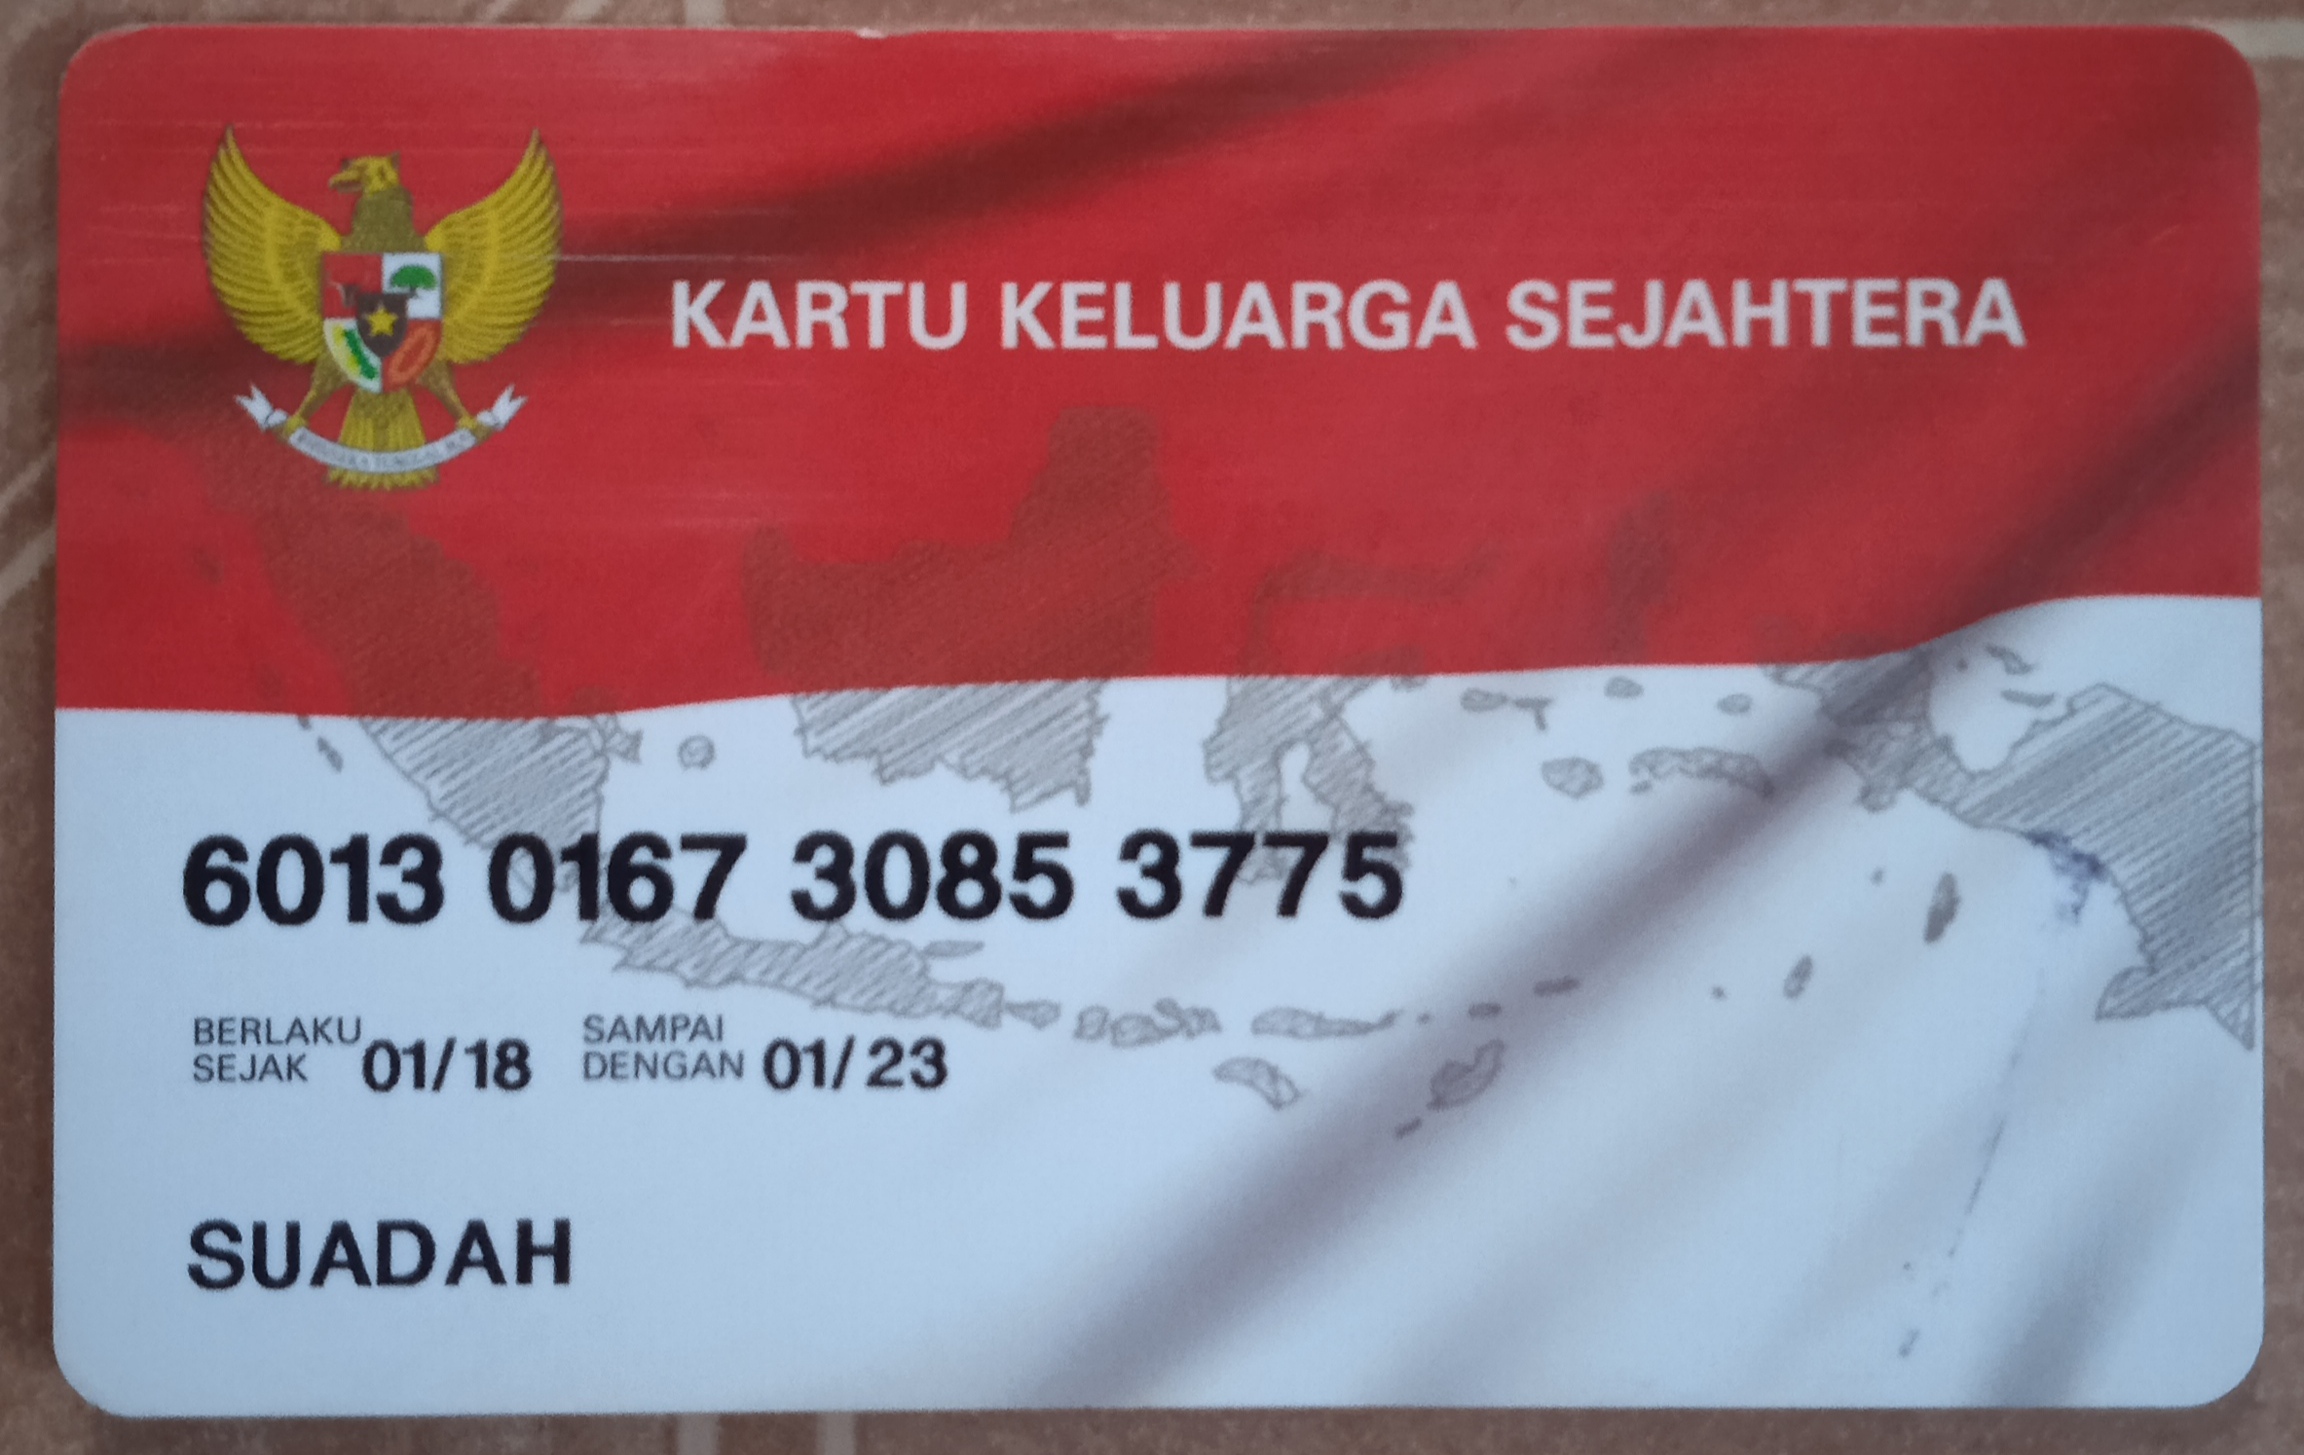 KARTU KELUARGA SEJAHTERA
6013 0167 3085 3775
BERLAKU SEJAK 01/18 SAMPAI DENGAN 01/23
SUADAH